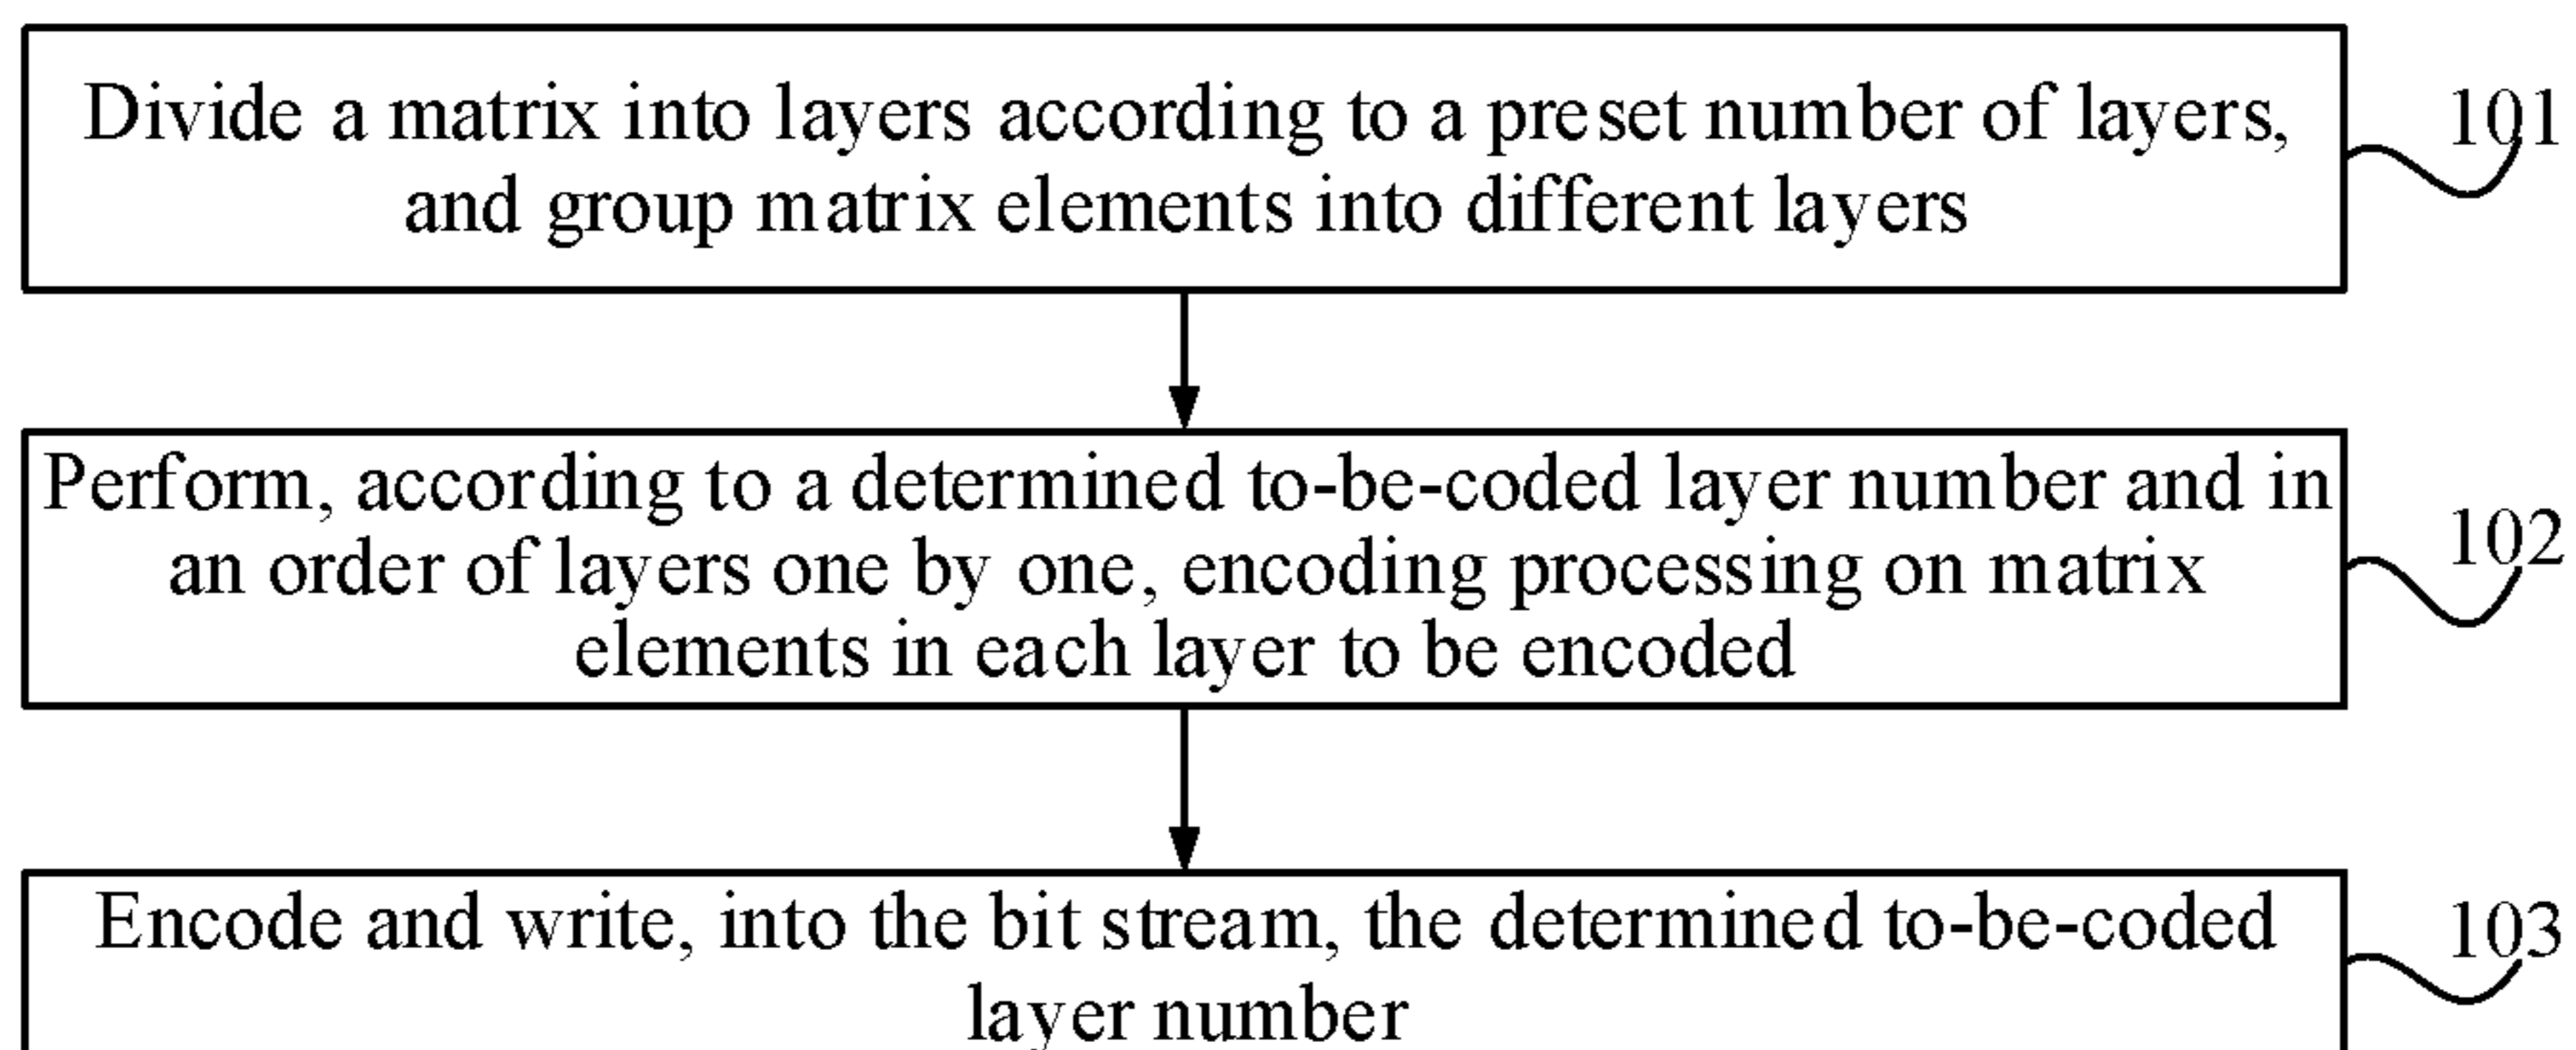 Divide a matrix into layers according to a preset number of layers,
and group matrix elements into different layers
101
Perform, according to a determined to-be-coded layer number and in
an order of layers one by one, encoding processing on matrix
elements in each layer to be encoded
102
Encode and write, into the bit stream, the determined to-be-coded
layer number
103